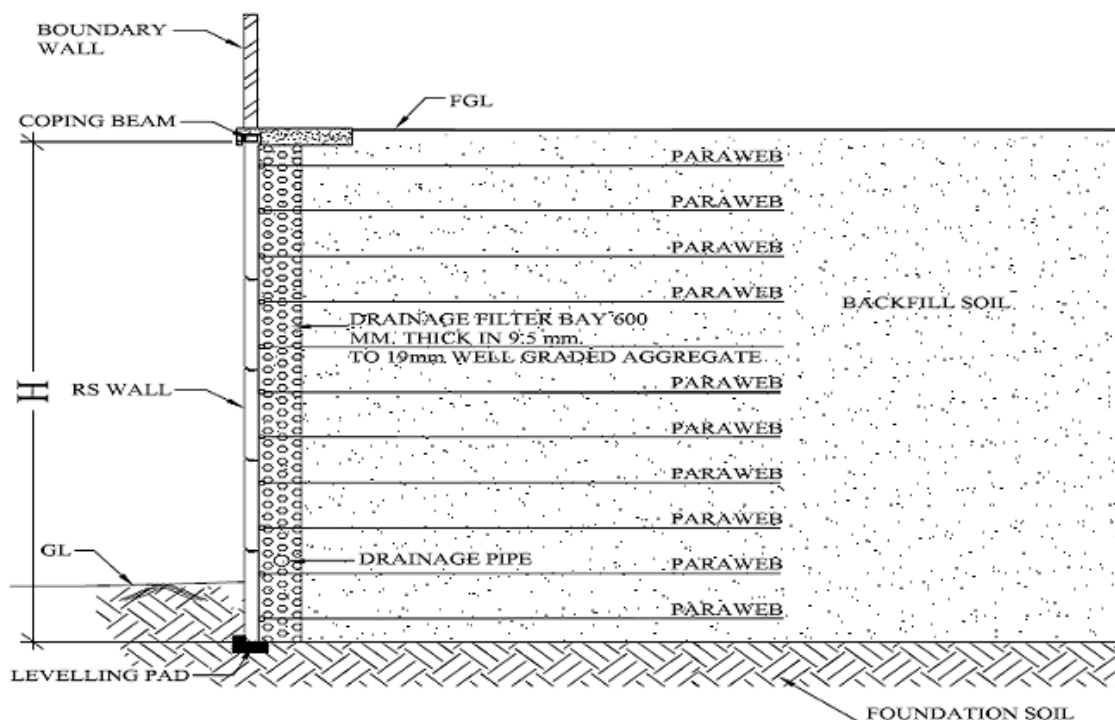 BOUNDARY
WALL
FGL
COPING BEAM
PARAWEB
PARAWEB
PARAWEB
PARAWEB
BACKFILL SOIL
DRAINAGE FILTER BAY 600
MM. THICK IN 9.5 mm.
TO 19mm WELL GRADED AGGREGATE
H
RS WALL
PARAWEB
PARAWEB
PARAWEB
PARAWEB
GL
DRAINAGE PIPE
PARAWEB
PARAWEB
LEVELLING PAD
FOUNDATION SOIL